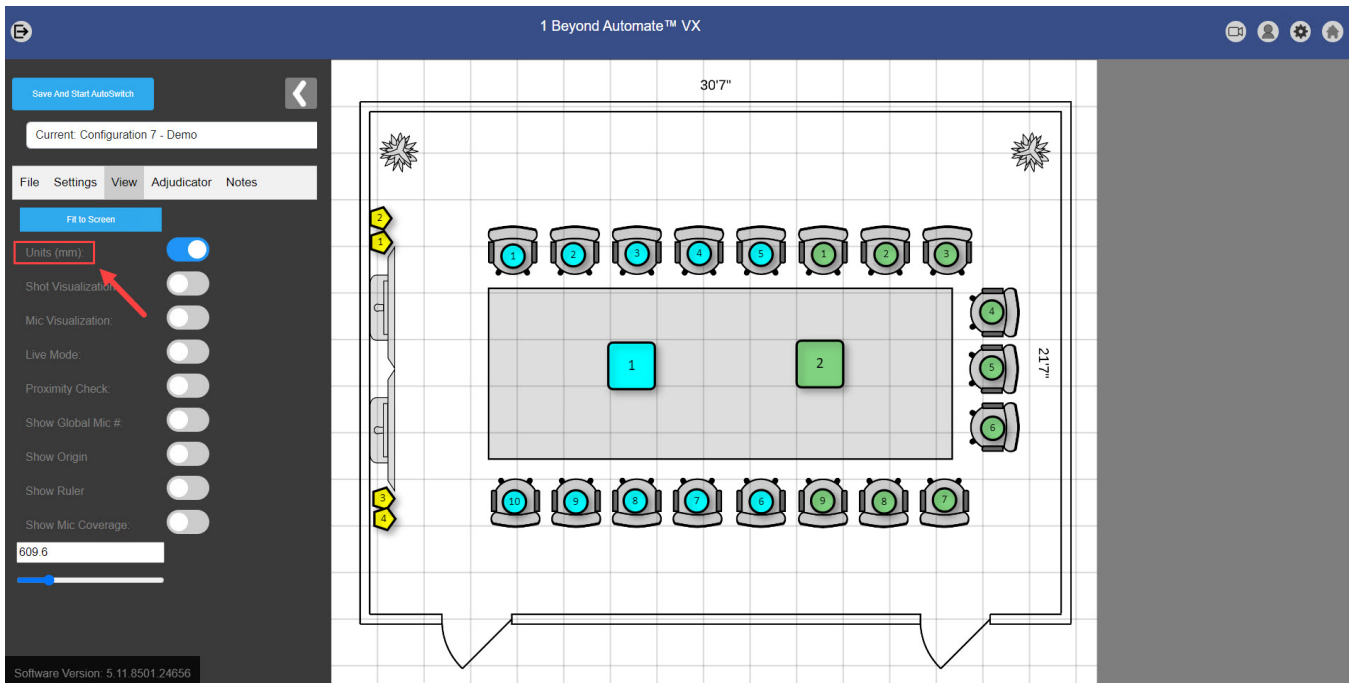 1 Beyond Automate™ VX
Save And Start AutoSwitch
Current: Configuration 7 - Demo
File Settings View Adjudicator Notes
Fit to Screen
Units (mm):
Shot Visualization:
Mic Visualization:
Live Mode:
Proximity Check:
Show Global Mic #:
Show Origin
Show Ruler
Show Mic Coverage:
609.6
Software Version: 5.11.8501.24656
30'7"
2
1
1 2 3 4 5 1 2 3
4
1 2
5
21'7"
6
3
4
10 9 8 7 6 9 8 7